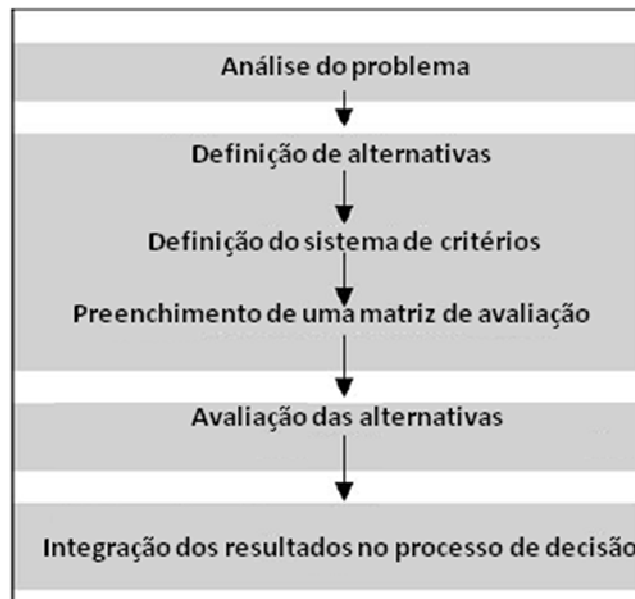 Análise do problema
Definição de alternativas
Definição do sistema de critérios
Preenchimento de uma matriz de avaliação
Avaliação das alternativas
Integração dos resultados no processo de decisão